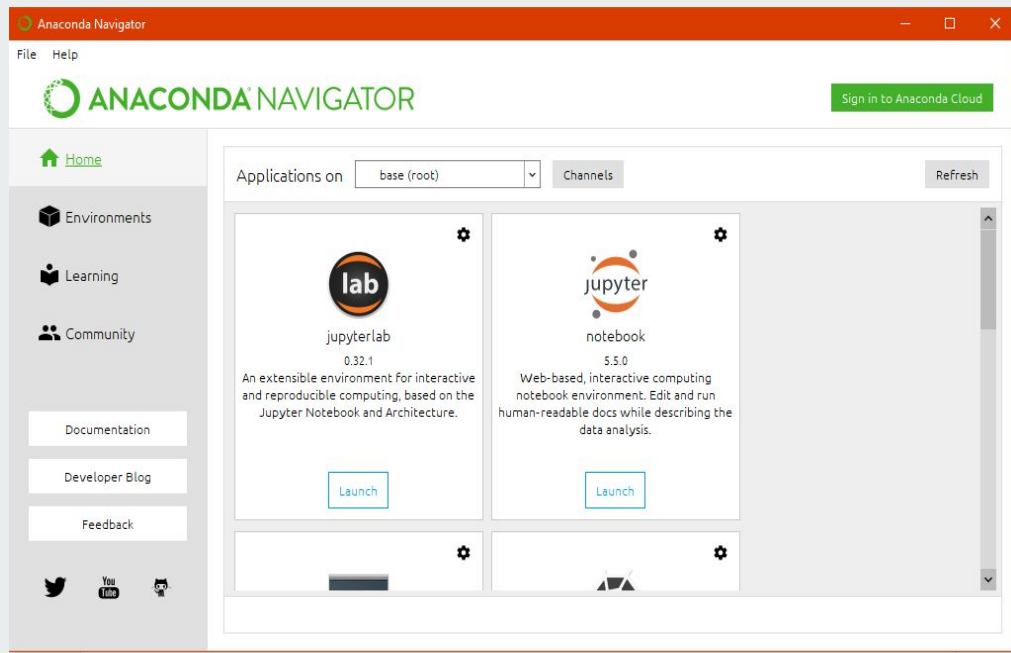 Anaconda Navigator
File Help
ANACONDA NAVIGATOR
Sign in to Anaconda Cloud
Home
Environments
Learning
Community
Documentation
Developer Blog
Feedback
You
Tube
Applications on base (root) Channels Refresh
lab
jupyterlab
0.32.1
An extensible environment for interactive
and reproducible computing, based on the
Jupyter Notebook and Architecture.
Launch
jupyter
notebook
5.5.0
Web-based, interactive computing
notebook environment. Edit and run
human-readable docs while describing the
data analysis.
Launch